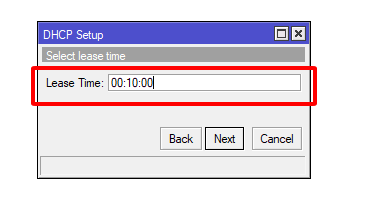 DHCP Setup
Select lease time
Lease Time: 00:10:00
Back Next Cancel